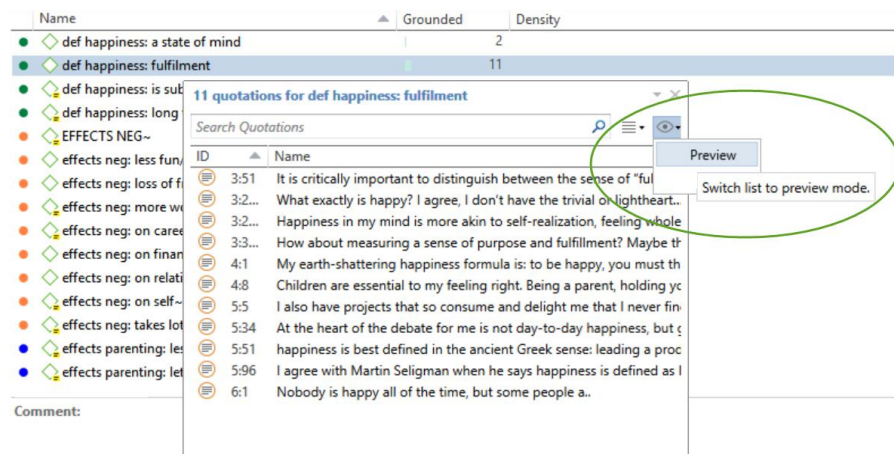 Name Grounded Density
def happiness: a state of mind 2
def happiness: fulfilment 11
def happiness: is sub
def happiness: long
EFFECTS NEG~
effects neg: less fun/
effects neg: loss of f
effects neg: more wo
effects neg: on caree
effects neg: on finan
effects neg: on relati
effects neg: on self~
effects neg: takes lot
effects parenting: les
effects parenting: let
Comment:
11 quotations for def happiness: fulfilment
Search Quotations
ID Name
3:51 It is critically important to distinguish between the sense of "ful
3:2... What exactly is happy? I agree, I don't have the trivial or lightheart...
3:2... Happiness in my mind is more akin to self-realization, feeling whole
3:3... How about measuring a sense of purpose and fulfillment? Maybe th
4:1 My earth-shattering happiness formula is: to be happy, you must th
4:8 Children are essential to my feeling right. Being a parent, holding yo
5:5 I also have projects that so consume and delight me that I never fin
5:34 At the heart of the debate for me is not day-to-day happiness, but g
5:51 happiness is best defined in the ancient Greek sense: leading a proc
5:96 I agree with Martin Seligman when he says happiness is defined as l
6:1 Nobody is happy all of the time, but some people a..
Preview
Switch list to preview mode.